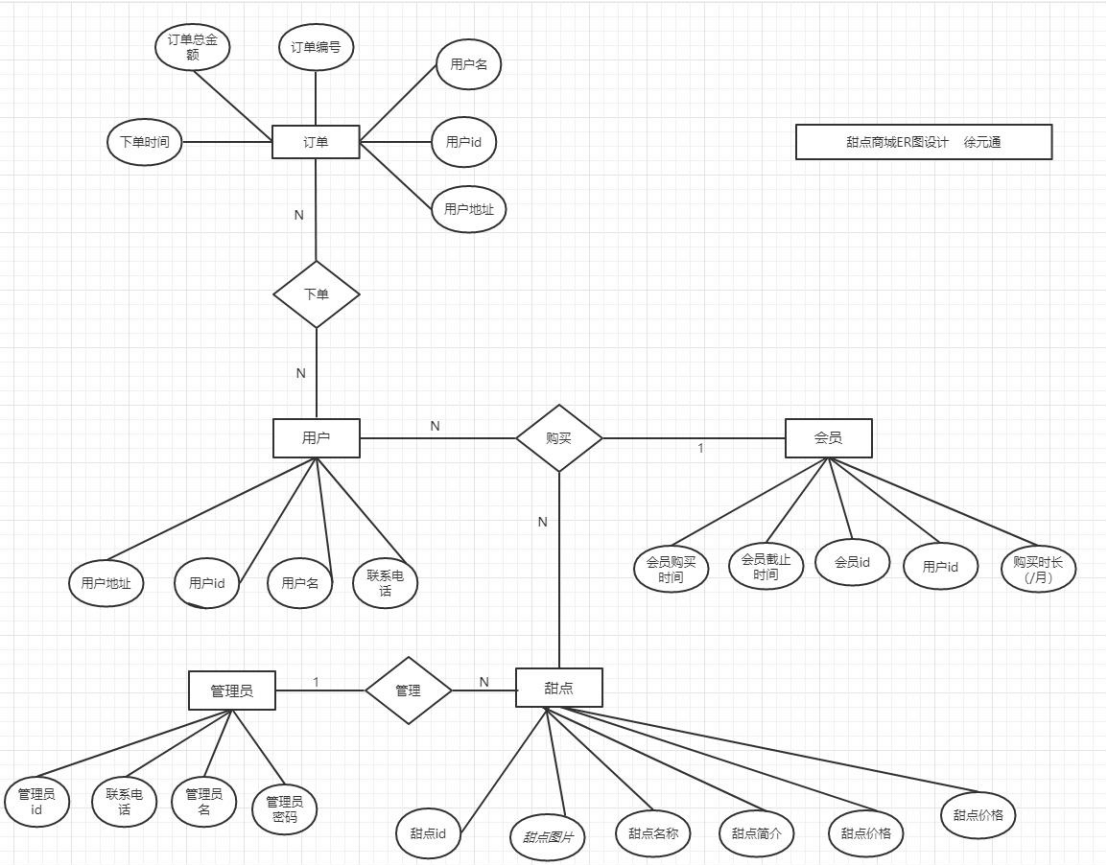 订单总金
额
订单编号
用户名
下单时间
订单
用户id
甜点商城ER图设计 徐元通
用户地址
N
下单
N
用户
N
购买
1
会员
N
用户地址
用户id
用户名
联系电
话
会员购买
时间
会员截止
时间
会员id
用户id
购买时长
(/月)
管理员
1
管理
N
甜点
管理员
id
联系电
话
管理员
名
管理员
密码
甜点id
甜点图片
甜点名称
甜点简介
甜点价格
甜点价格